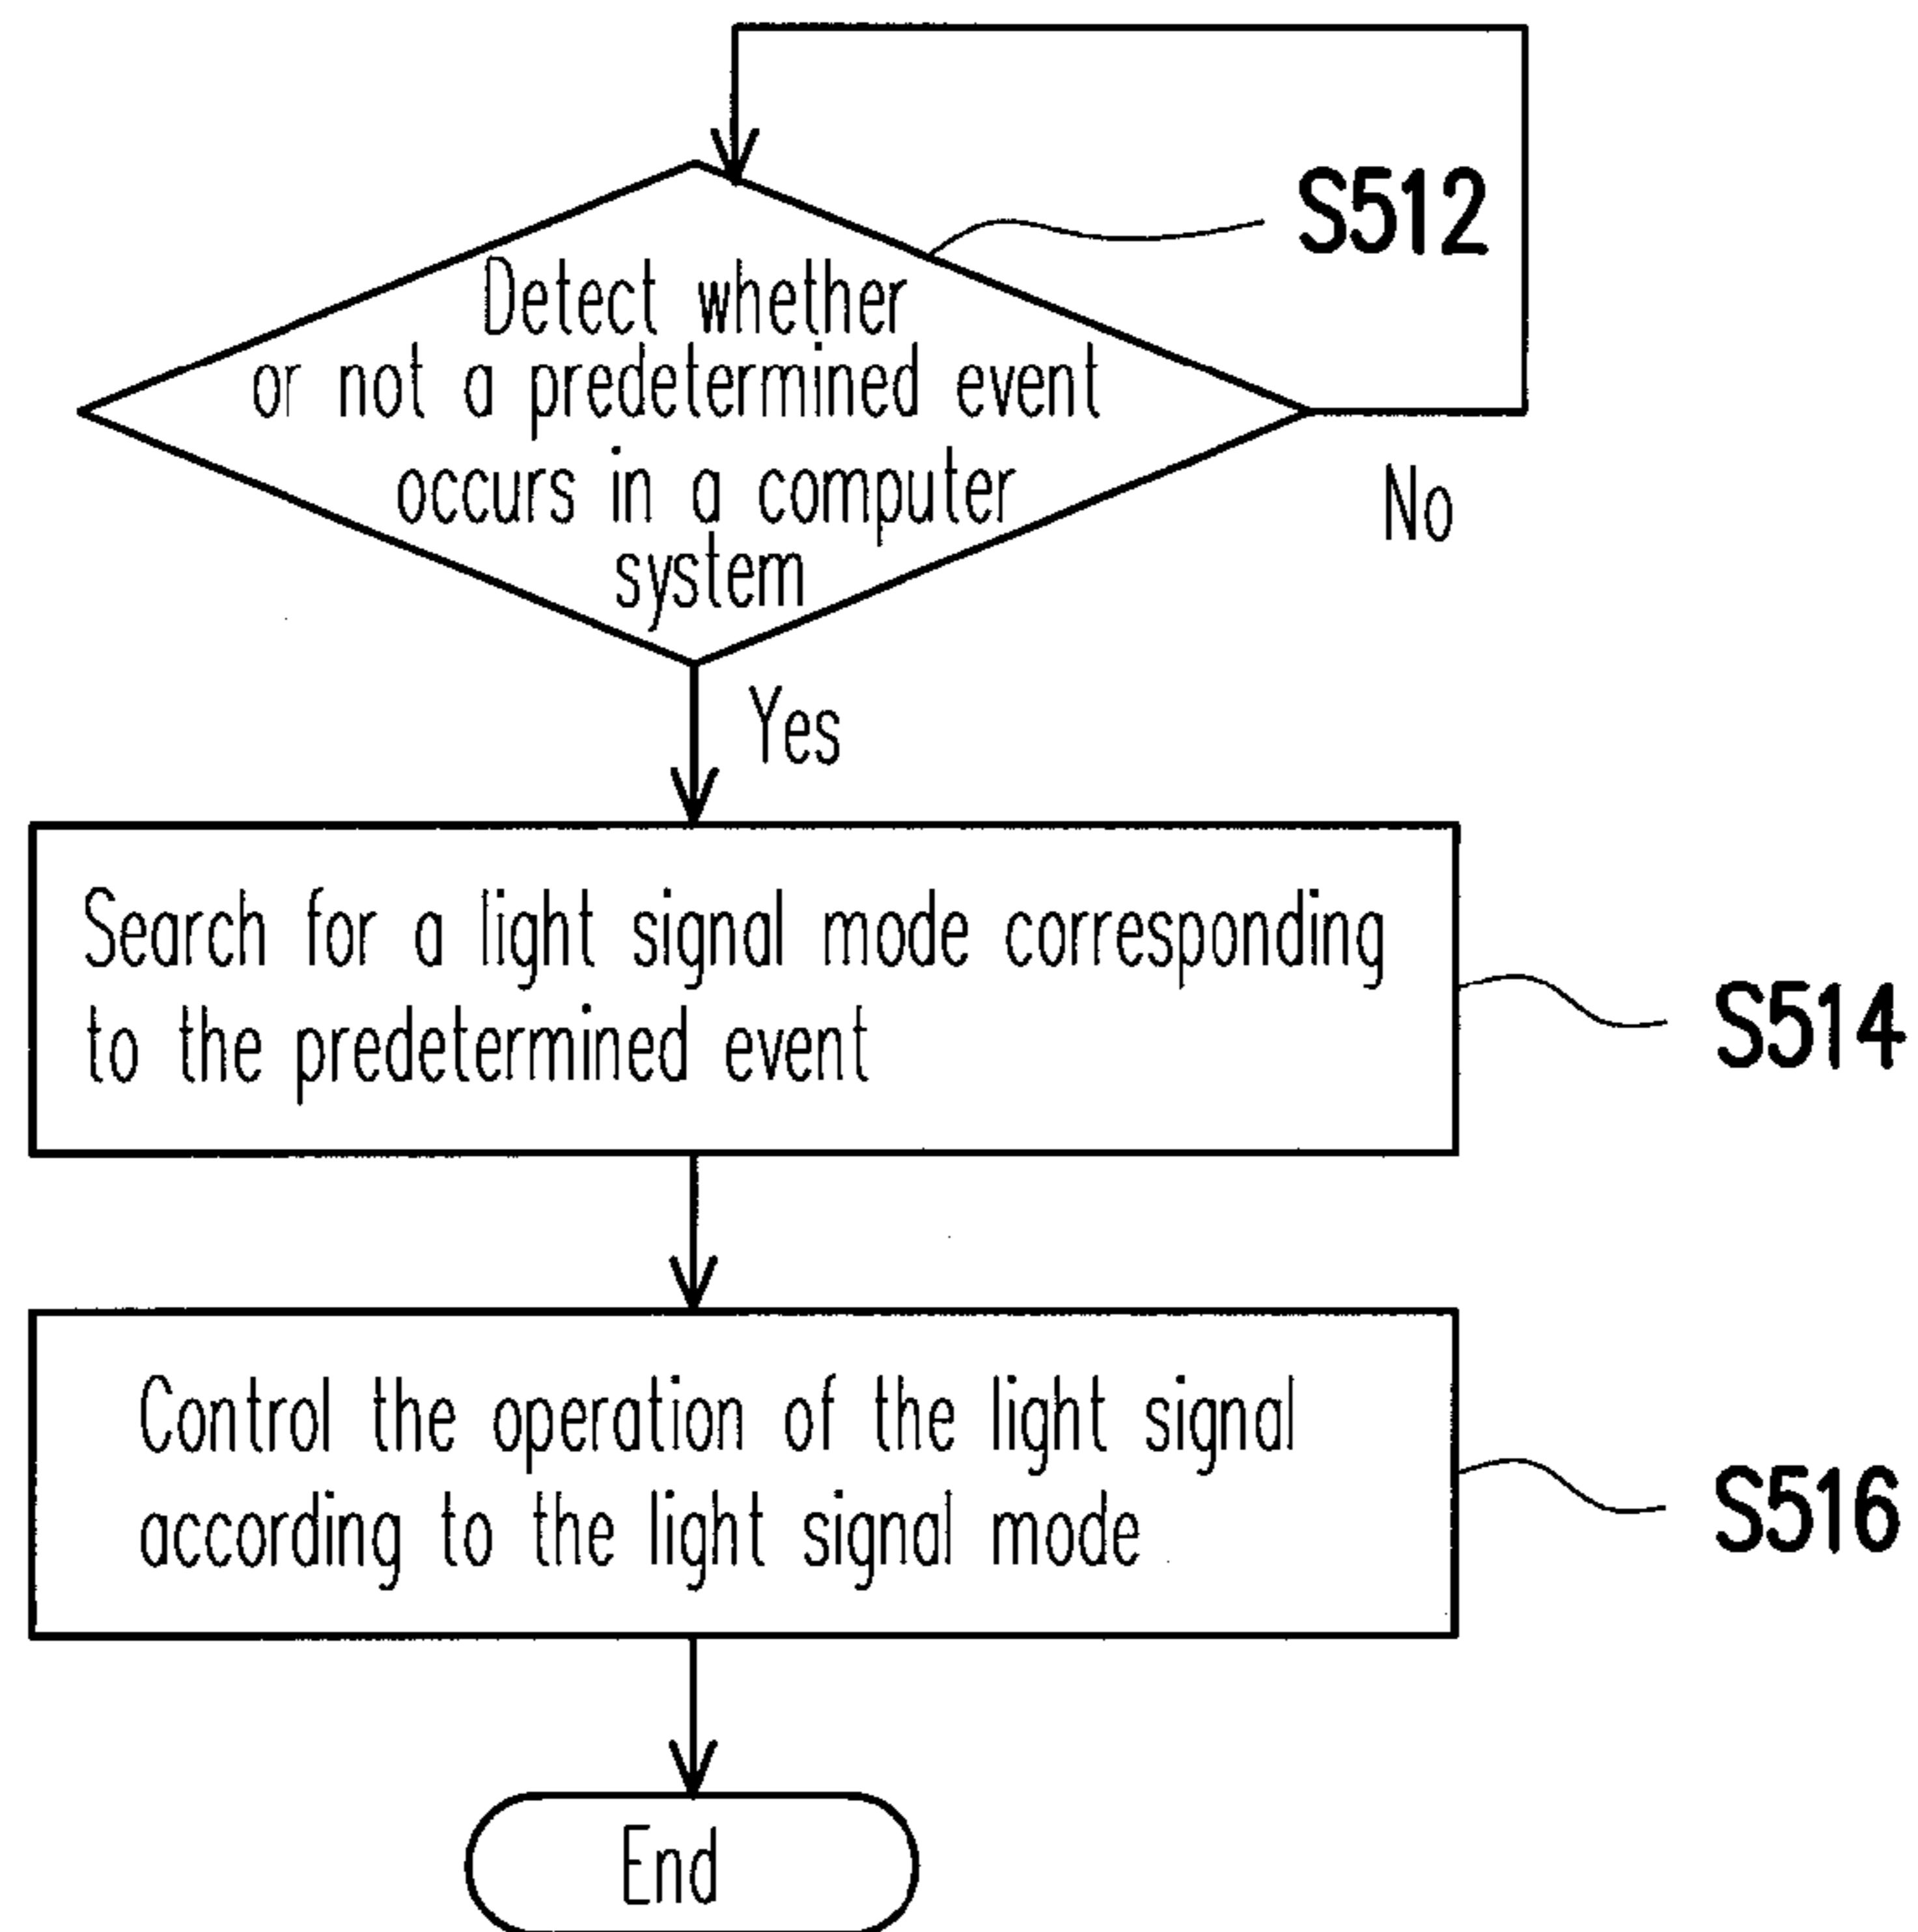 S512
Detect whether
or not a predetermined event
occurs in a computer
system
No
Yes
Search for a light signal mode corresponding
to the predetermined event
S514
Control the operation of the light signal
according to the light signal mode
S516
End